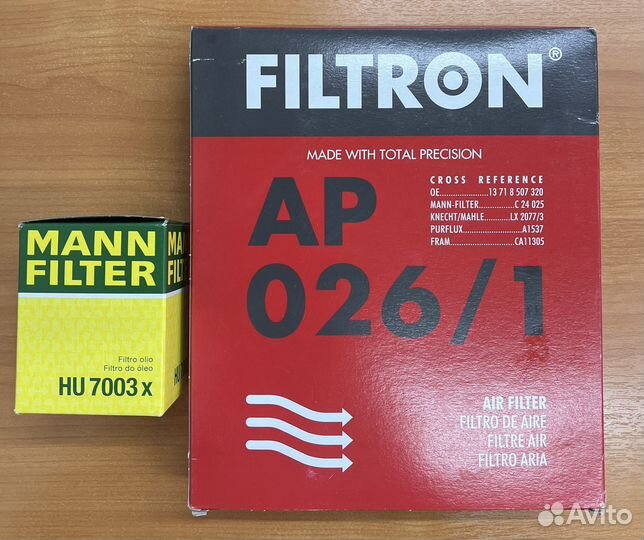 FILTRON®
MADE WITH TOTAL PRECISION
CROSS REFERENCE
OE....................13 71 8 507 320
MANN-FILTER...............C 24 025
KNECHT/MAHLE.........LX 2077/3
PURFLUX.......................A1537
FRAM.......................CA11305
AP
026/1
AIR FILTER
FILTRO DE AIRE
FILTRE AIR
FILTRO ARIA
MANN
FILTER
Filtro olio
Filtro do óleo
HU 7003 x
MANN
FILTER
HU
Avito